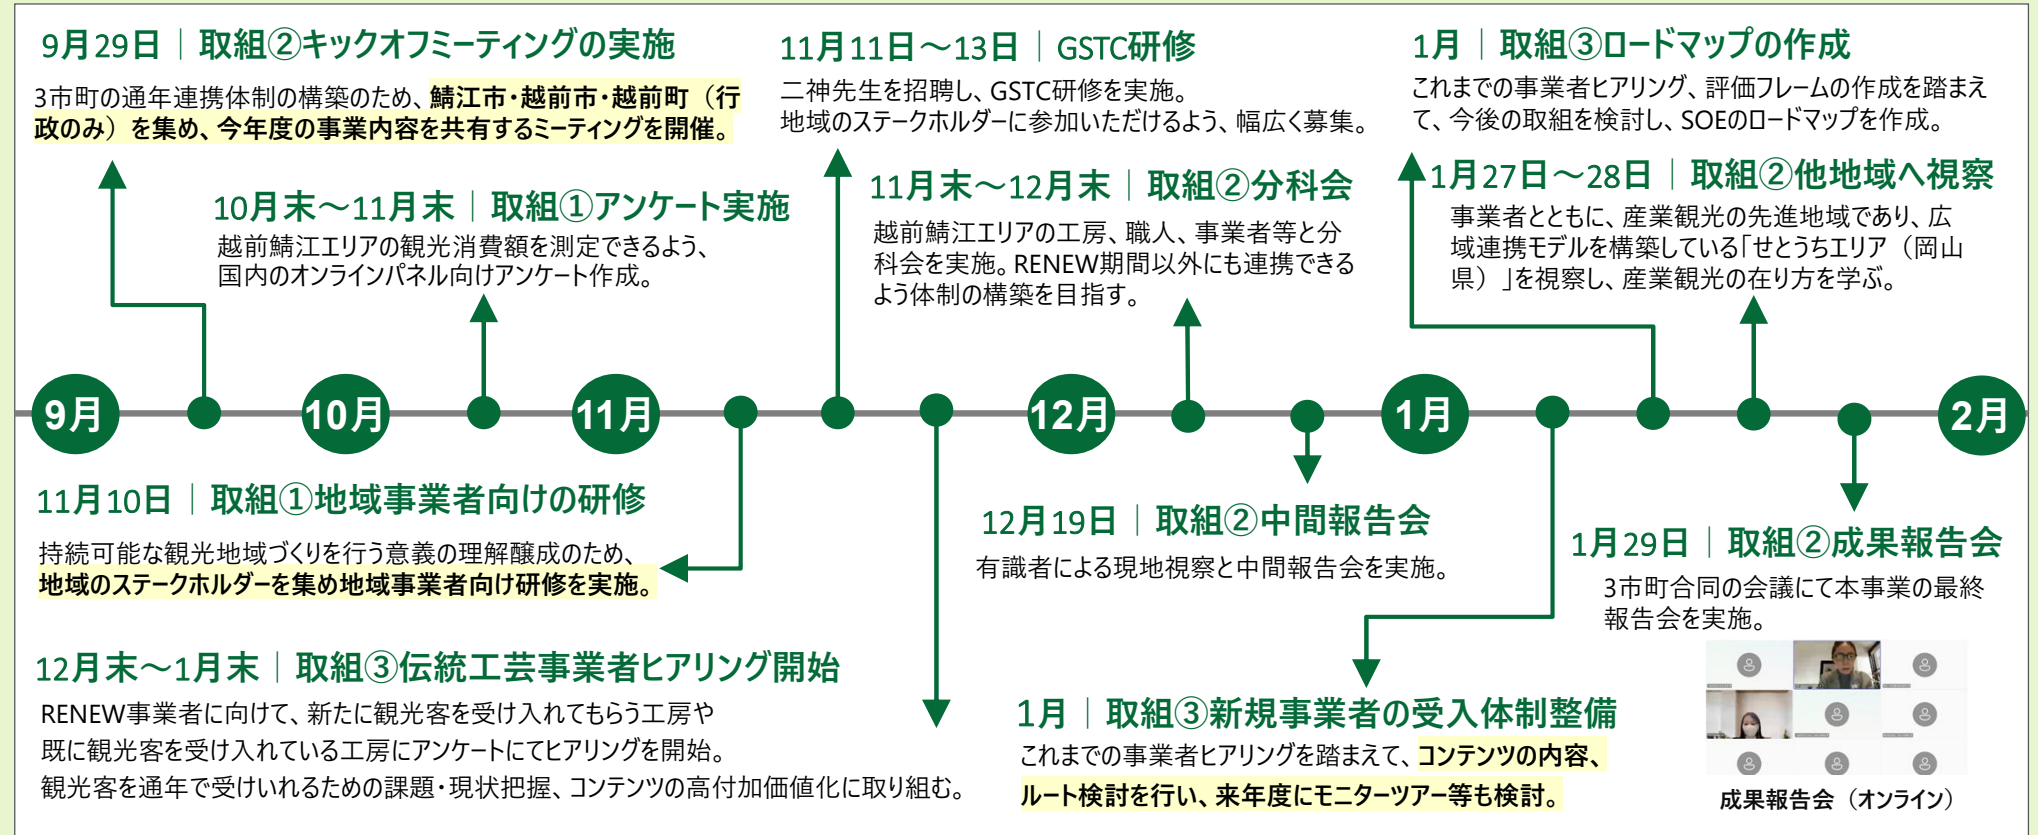 9月29日｜取組②キックオフミーティングの実施
3市町の通年連携体制の構築のため、鯖江市・越前市・越前町（行
政のみ）を集め、今年度の事業内容を共有するミーティングを開催。
10月末～11月末｜取組①アンケート実施
越前鯖江エリアの観光消費額を測定できるよう、
国内のオンラインパネル向けアンケート作成。
11月11日～13日｜GSTC研修
二神先生を招聘し、GSTC研修を実施。
地域のステークホルダーに参加いただけるよう、幅広く募集。
11月末～12月末｜取組②分科会
越前鯖江エリアの工房、職人、事業者等と分
科会を実施。RENEW期間以外にも連携できる
よう体制の構築を目指す。
1月｜取組③ロードマップの作成
これまでの事業者ヒアリング、評価フレームの作成を踏まえ
て、今後の取組を検討し、SOEのロードマップを作成。
1月27日～28日｜取組②他地域へ視察
事業者とともに、産業観光の先進地域であり、広
域連携モデルを構築している「せとうちエリア（岡山
県）」を視察し、産業観光の在り方を学ぶ。
9月
10月
11月
12月
1月
2月
11月10日｜取組①地域事業者向けの研修
持続可能な観光地域づくりを行う意義の理解醸成のため、
地域のステークホルダーを集め地域事業者向け研修を実施。
12月末～1月末｜取組③伝統工芸事業者ヒアリング開始
RENEW事業者に向けて、新たに観光客を受け入れてもらう工房や
既に観光客を受け入れている工房にアンケートにてヒアリングを開始。
観光客を通年で受けいれるための課題・現状把握、コンテンツの高付加価値化に取り組む。
12月19日｜取組②中間報告会
有識者による現地視察と中間報告会を実施。
1月｜取組③新規事業者の受入体制整備
これまでの事業者ヒアリングを踏まえて、コンテンツの内容、
ルート検討を行い、来年度にモニターツアー等も検討。
1月29日｜取組②成果報告会
3市町合同の会議にて本事業の最終
報告会を実施。
成果報告会（オンライン）